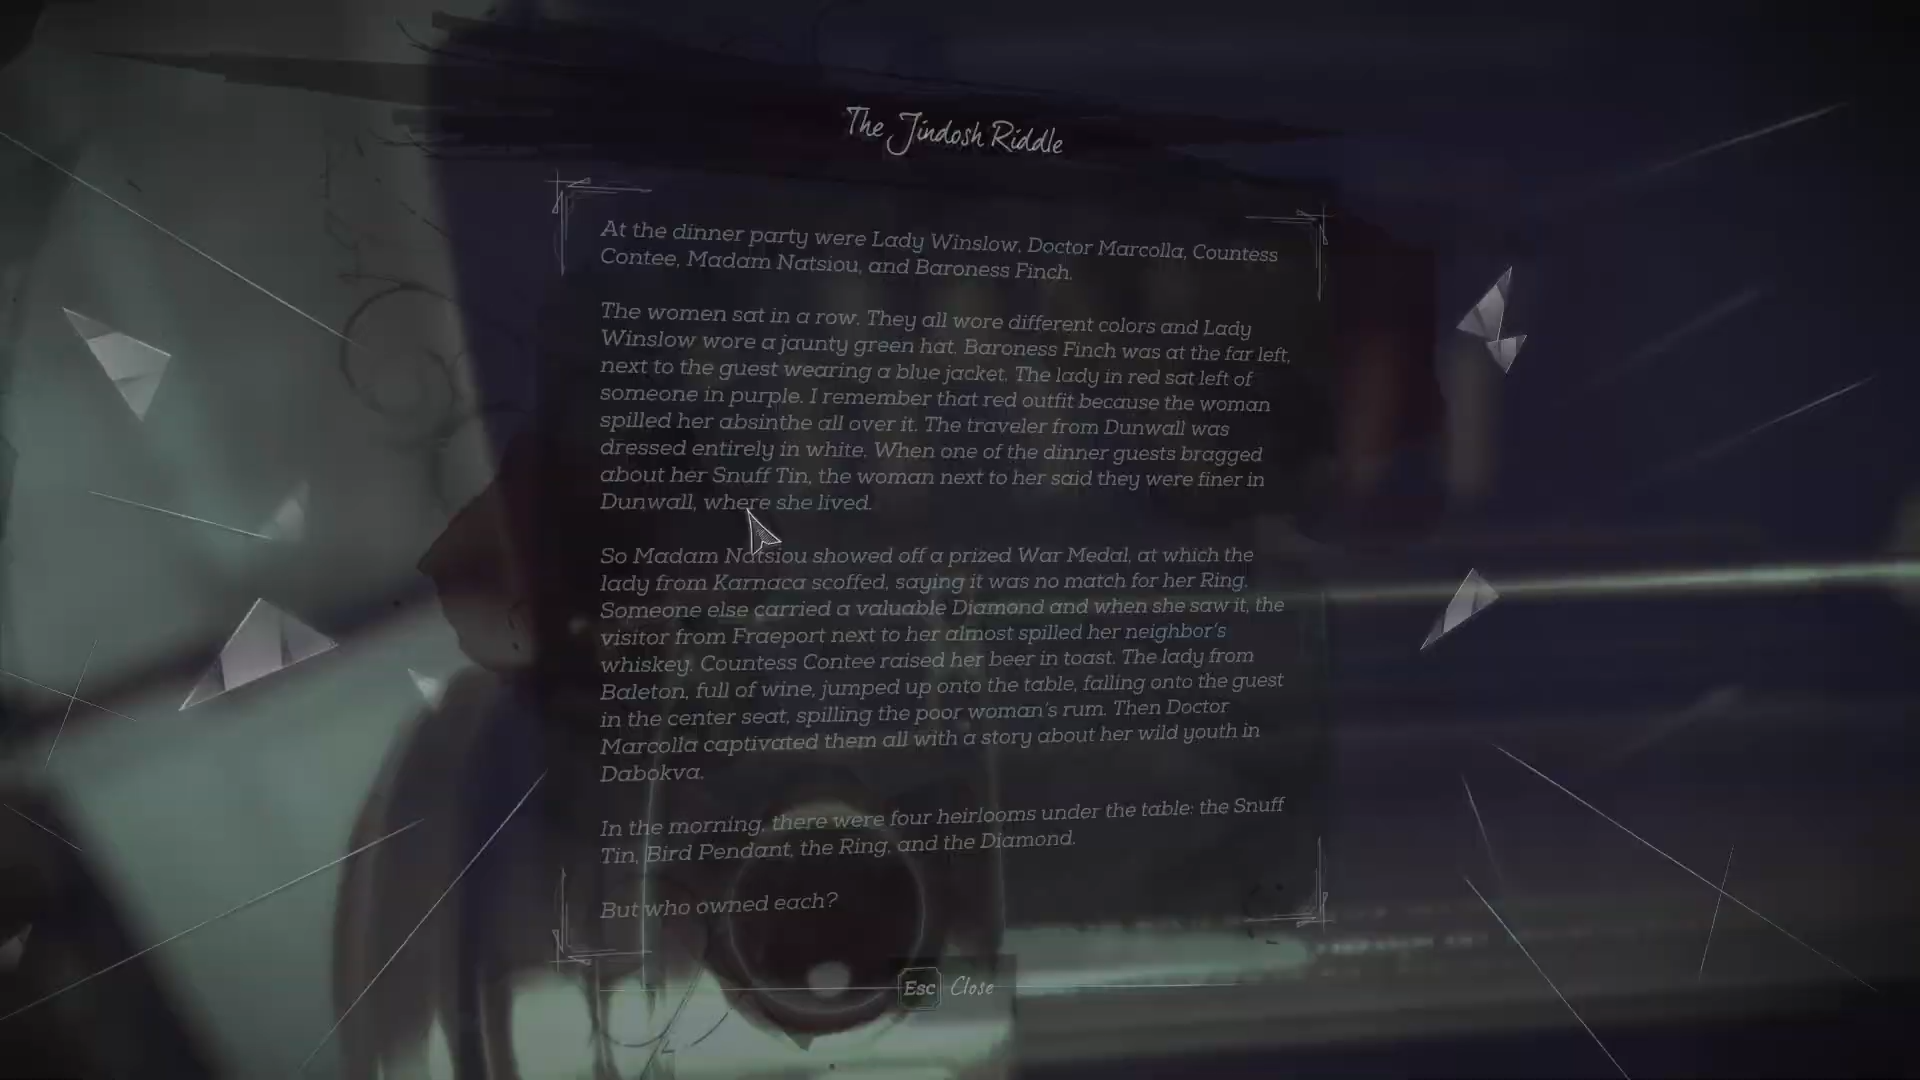 The Jindosh Riddle
At the dinner party were Lady Winslow, Doctor Marcolla, Countess
Contee, Madam Natsiou, and Baroness Finch.
The women sat in a row. They all wore different colors and Lady
Winslow wore a jaunty green hat. Baroness Finch was at the far left,
next to the guest wearing a blue jacket. The lady in red sat left of
someone in purple. I remember that red outfit because the woman
spilled her absinthe all over it. The traveler from Dunwall was
dressed entirely in white. When one of the dinner guests bragged
about her Snuff Tin, the woman next to her said they were finer in
Dunwall, where she lived.
So Madam Natsiou showed off a prized War Medal, at which the
lady from Karnaca scoffed, saying it was no match for her Ring.
Someone else carried a valuable Diamond and when she saw it, the
visitor from Fraeport next to her almost spilled her neighbor's
whiskey. Countess Contee raised her beer in toast. The lady from
Baleton, full of wine, jumped up onto the table, falling onto the guest
in the center seat, spilling the poor woman's rum. Then Doctor
Marcolla captivated them all with a story about her wild youth in
Dabokva.
In the morning, there were four heirlooms under the table: the Snuff
Tin, Bird Pendant, the Ring, and the Diamond.
But who owned each?
Esc Close